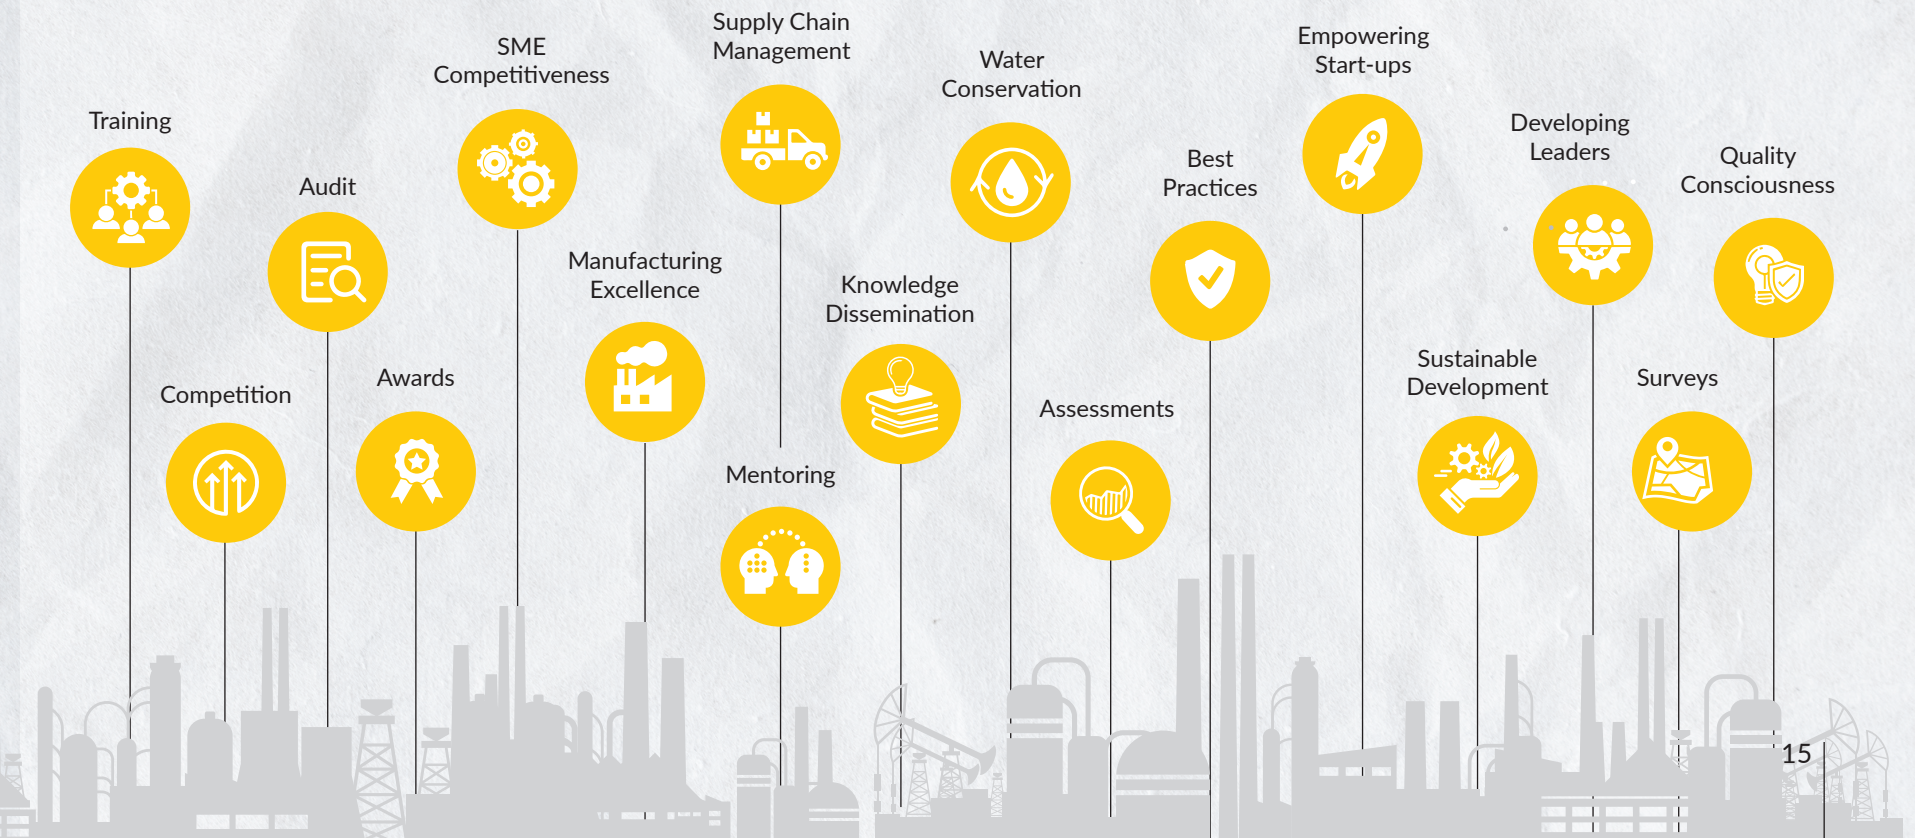 Training
Competition
Audit
Awards
SME
Competitiveness
Manufacturing
Excellence
Supply Chain
Management
Mentoring
Knowledge
Dissemination
Water
Conservation
Assessments
Best
Practices
Empowering
Start-ups
Sustainable
Development
Developing
Leaders
Surveys
Quality
Consciousness
15